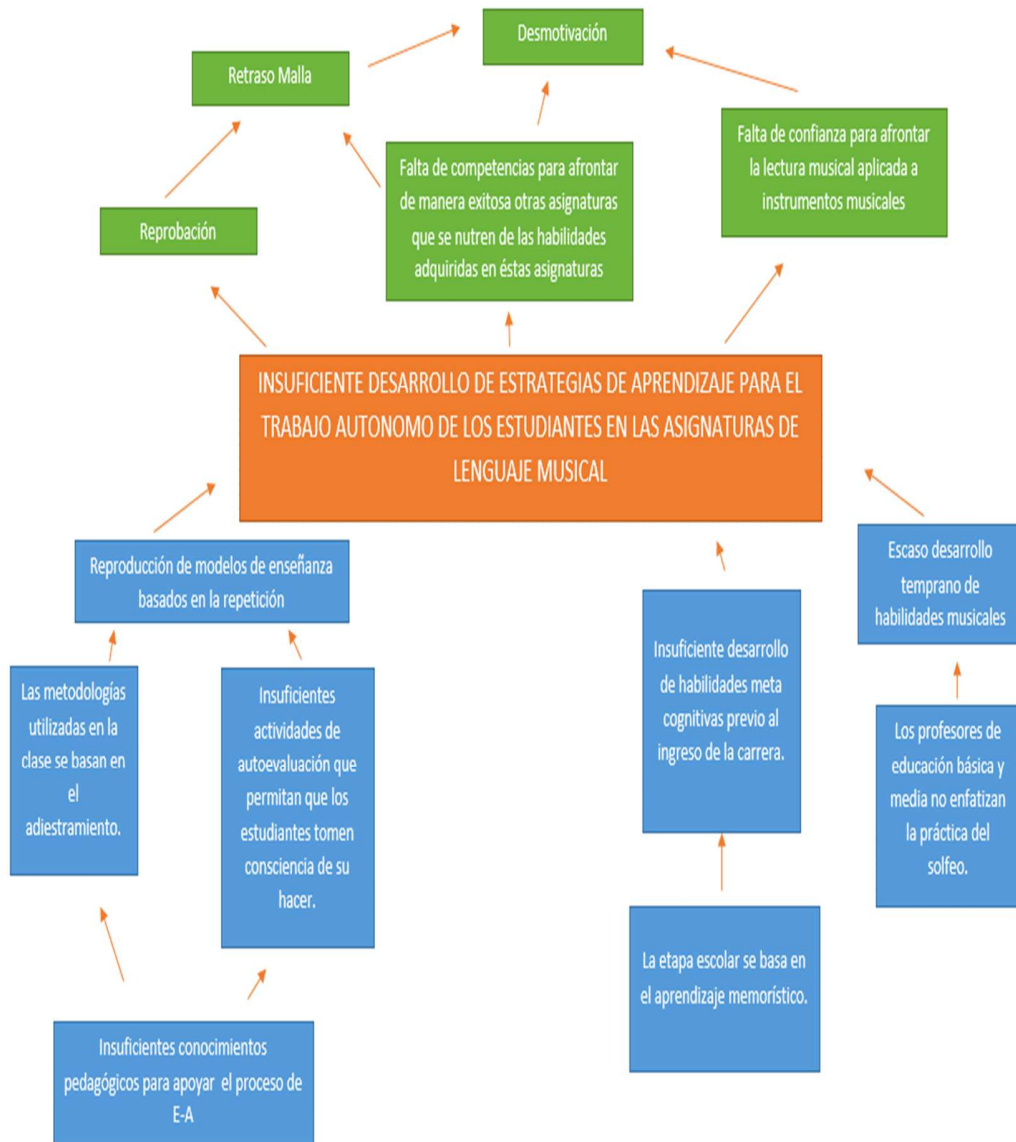 Desmotivación
Retraso Malla
Falta de confianza para afrontar
la lectura musical aplicada a
instrumentos musicales
Falta de competencias para afrontar
de manera exitosa otras asignaturas
que se nutren de las habilidades
adquiridas en éstas asignaturas
Reprobación
INSUFICIENTE DESARROLLO DE ESTRATEGIAS DE APRENDIZAJE PARA EL
TRABAJO AUTONOMO DE LOS ESTUDIANTES EN LAS ASIGNATURAS DE
LENGUAJE MUSICAL
Reproducción de modelos de enseñanza
basados en la repetición
Escaso desarrollo
temprano de
habilidades musicales
Las metodologías
utilizadas en la
clase se basan en
el
adiestramiento.
Insuficientes
actividades de
autoevaluación que
permitan que los
estudiantes tomen
consciencia de su
hacer.
Insuficiente desarrollo
de habilidades meta
cognitivas previo al
ingreso de la carrera.
Los profesores de
educación básica y
media no enfatizan
la práctica del
solfeo.
La etapa escolar se basa en
el aprendizaje memorístico.
Insuficientes conocimientos
pedagógicos para apoyar el proceso de
E-A